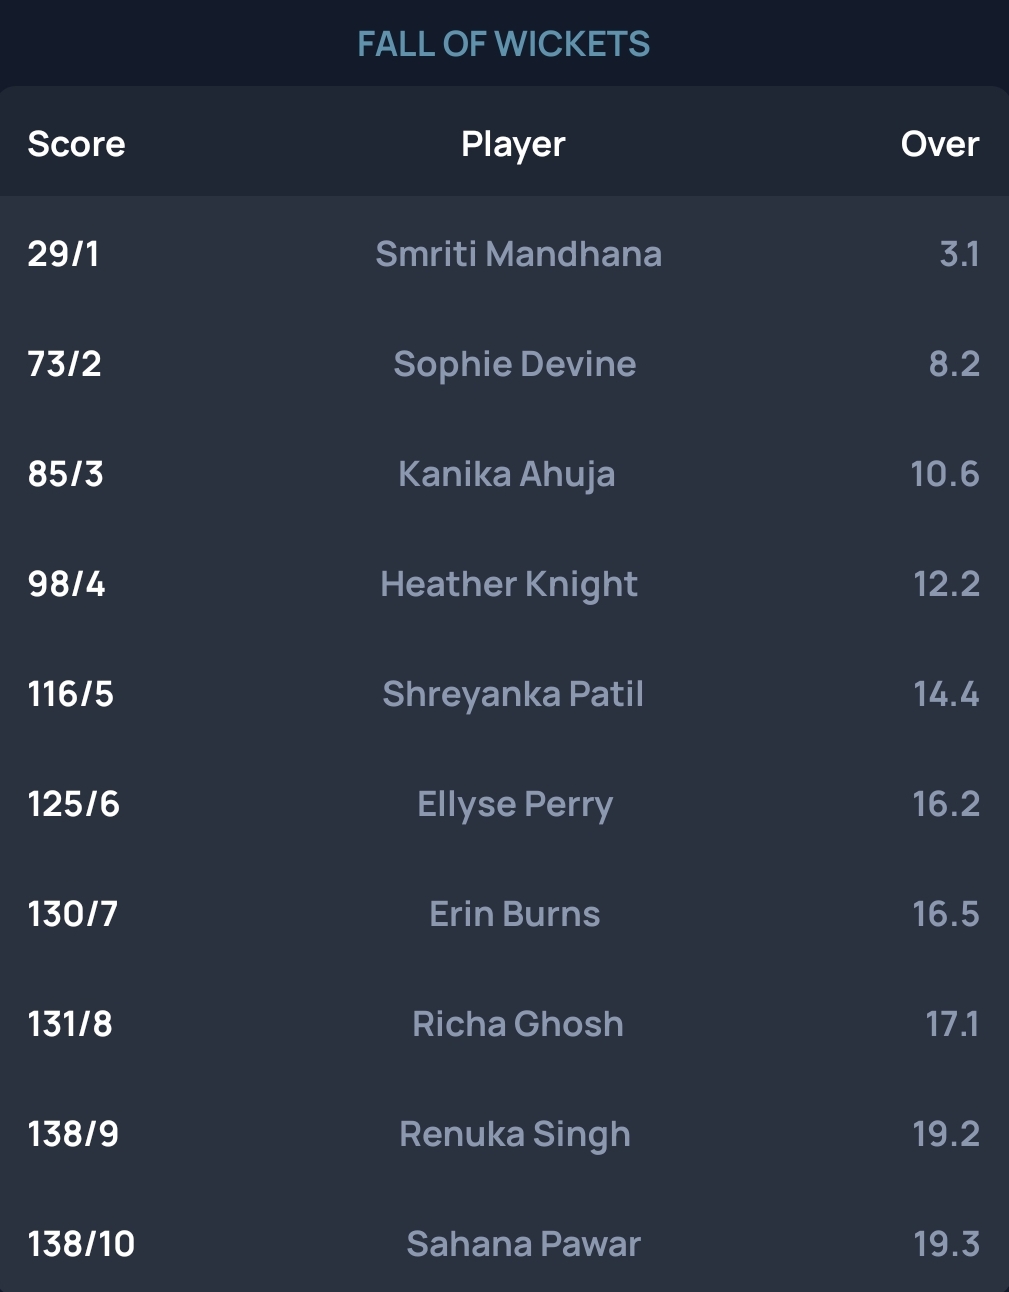 FALL OF WICKETS
Score Player Over
29/1 Smriti Mandhana 3.1
73/2 Sophie Devine 8.2
85/3 Kanika Ahuja 10.6
98/4 Heather Knight 12.2
116/5 Shreyanka Patil 14.4
125/6 Ellyse Perry 16.2
130/7 Erin Burns 16.5
131/8 Richa Ghosh 17.1
138/9 Renuka Singh 19.2
138/10 Sahana Pawar 19.3